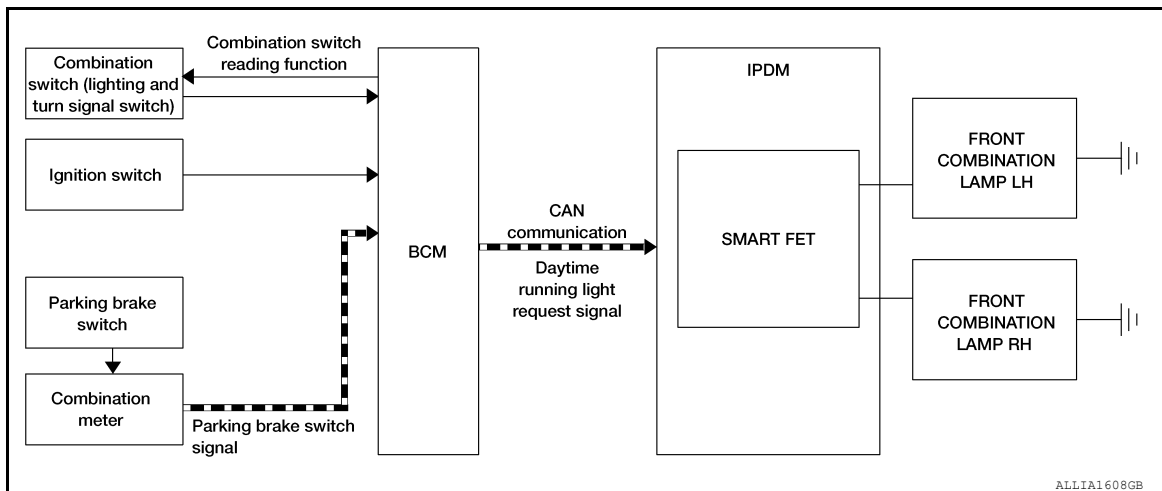 Combination
switch (lighting and
turn signal switch)
Combination switch
reading function
Ignition switch
Parking brake
switch
Combination
meter
Parking brake switch
signal
BCM
CAN
communication
Daytime
running light
request signal
IPDM
SMART FET
FRONT
COMBINATION
LAMP LH
FRONT
COMBINATION
LAMP RH
ALLIA1608GB